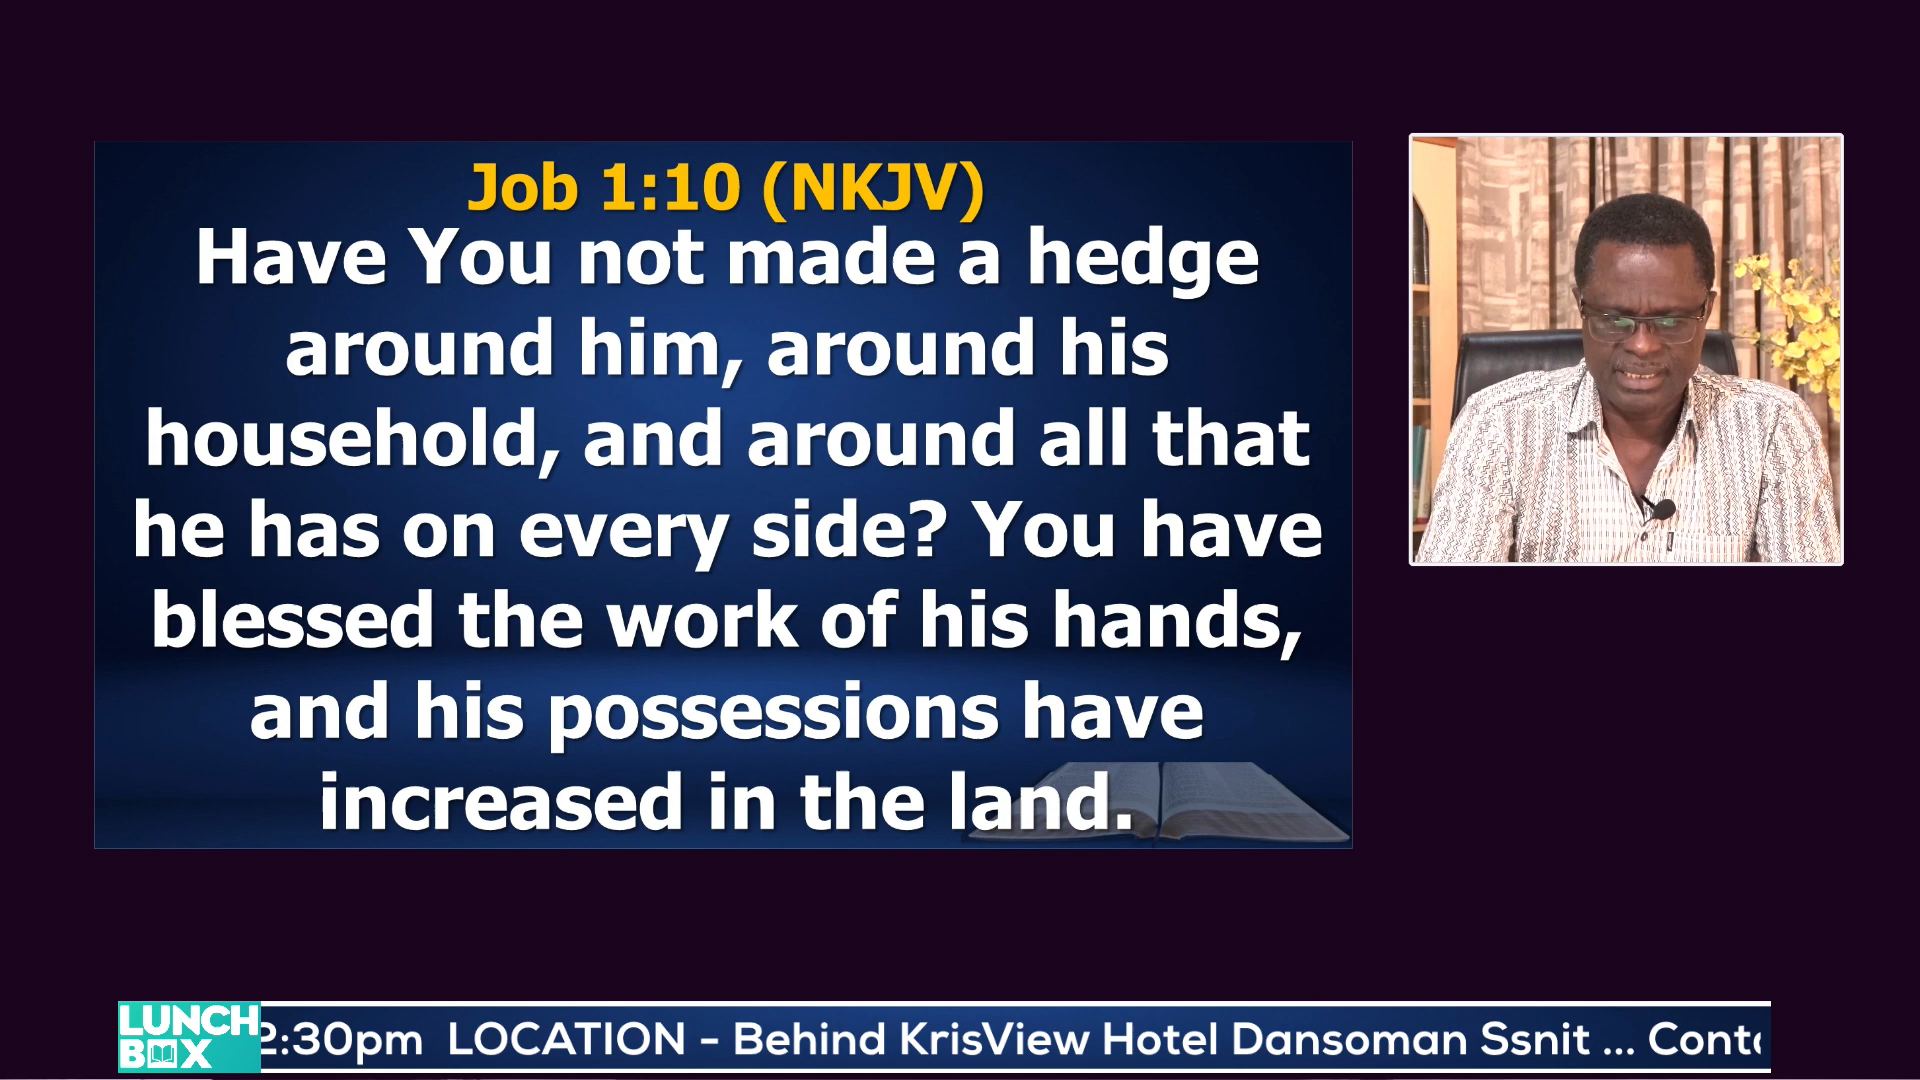 Job 1:10 (NKJV)
Have You not made a hedge
around him, around his
household, and around all that
he has on every side? You have
blessed the work of his hands,
and his possessions have
increased in the land.
LUNCH
BOX
2:30pm LOCATION - Behind KrisView Hotel Dansoman Ssnit ...